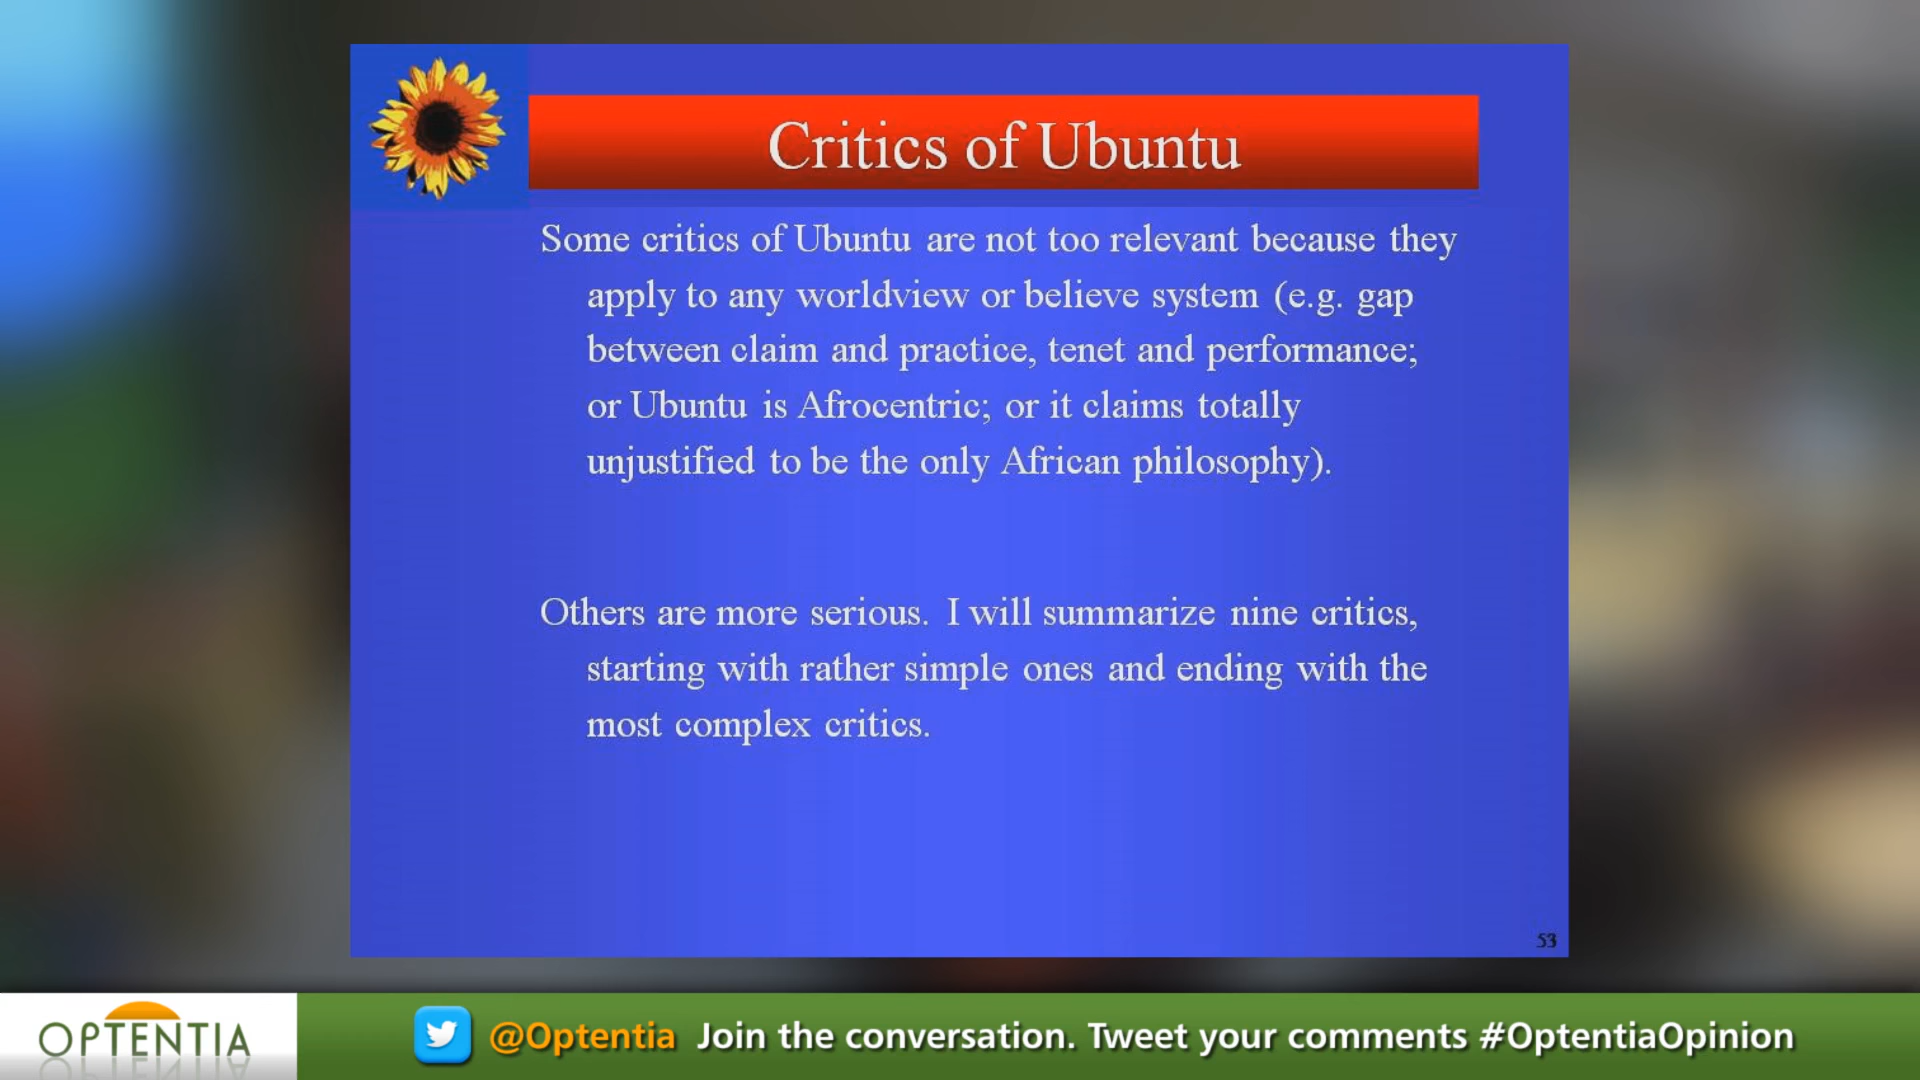 Critics of Ubuntu
Some critics of Ubuntu are not too relevant because they
apply to any worldview or believe system (e.g. gap
between claim and practice, tenet and performance;
or Ubuntu is Afrocentric; or it claims totally
unjustified to be the only African philosophy).
Others are more serious. I will summarize nine critics,
starting with rather simple ones and ending with the
most complex critics.
53
OPTENTIA
@Optentia Join the conversation. Tweet your comments #OptentiaOpinion